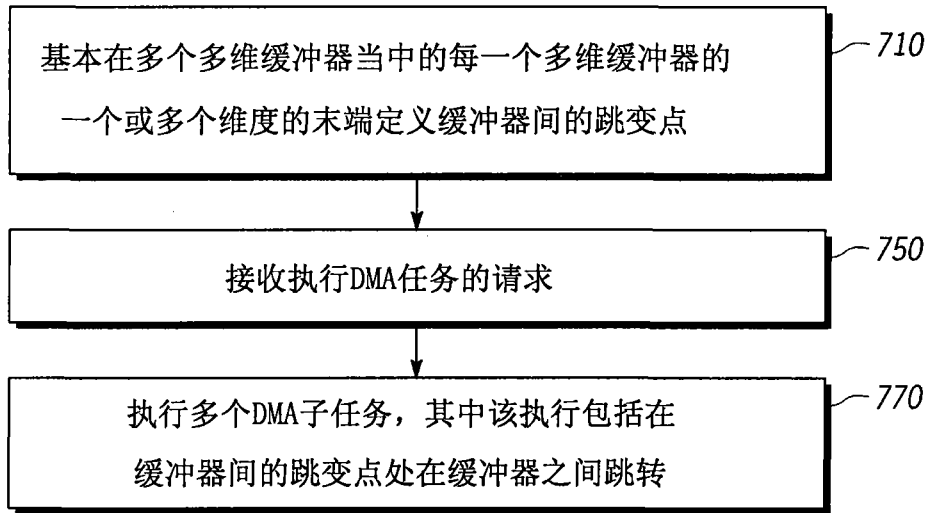 基本在多个多维缓冲器当中的每一个多维缓冲器的
一个或多个维度的末端定义缓冲器间的跳变点
710
接收执行DMA任务的请求
750
执行多个DMA子任务，其中该执行包括在
缓冲器间的跳变点处在缓冲器之间跳转
770